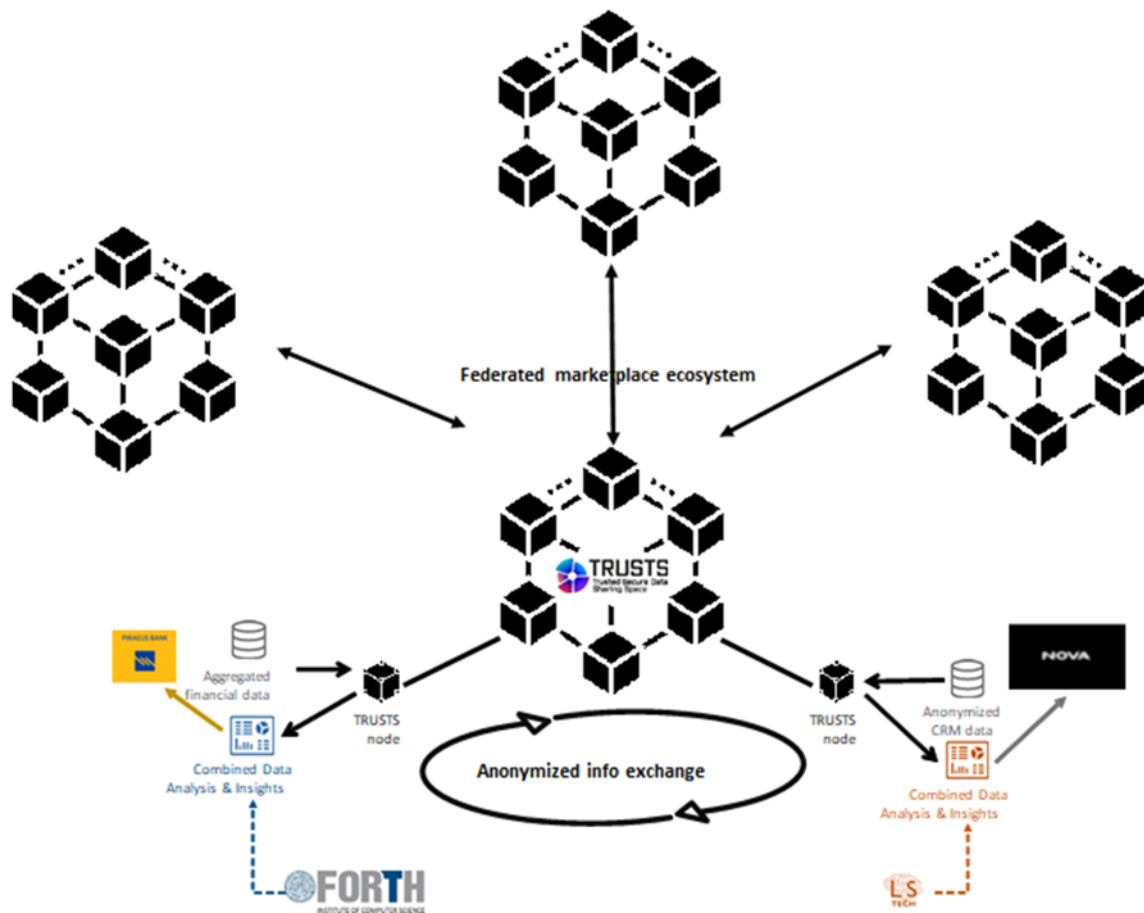 Federated marketplace ecosystem
TRUSTS
Trusted Secure Data
Sharing Space
PIRAEUS BANK
Aggregated
financial data
TRUSTS
node
TRUSTS
node
NOVA
Anonymized
CRM data
Combined Data
Analysis & Insights
Anonymized info exchange
Combined Data
Analysis & Insights
FORTH
INSTITUTE OF COMPUTER SCIENCE
LS
TECH